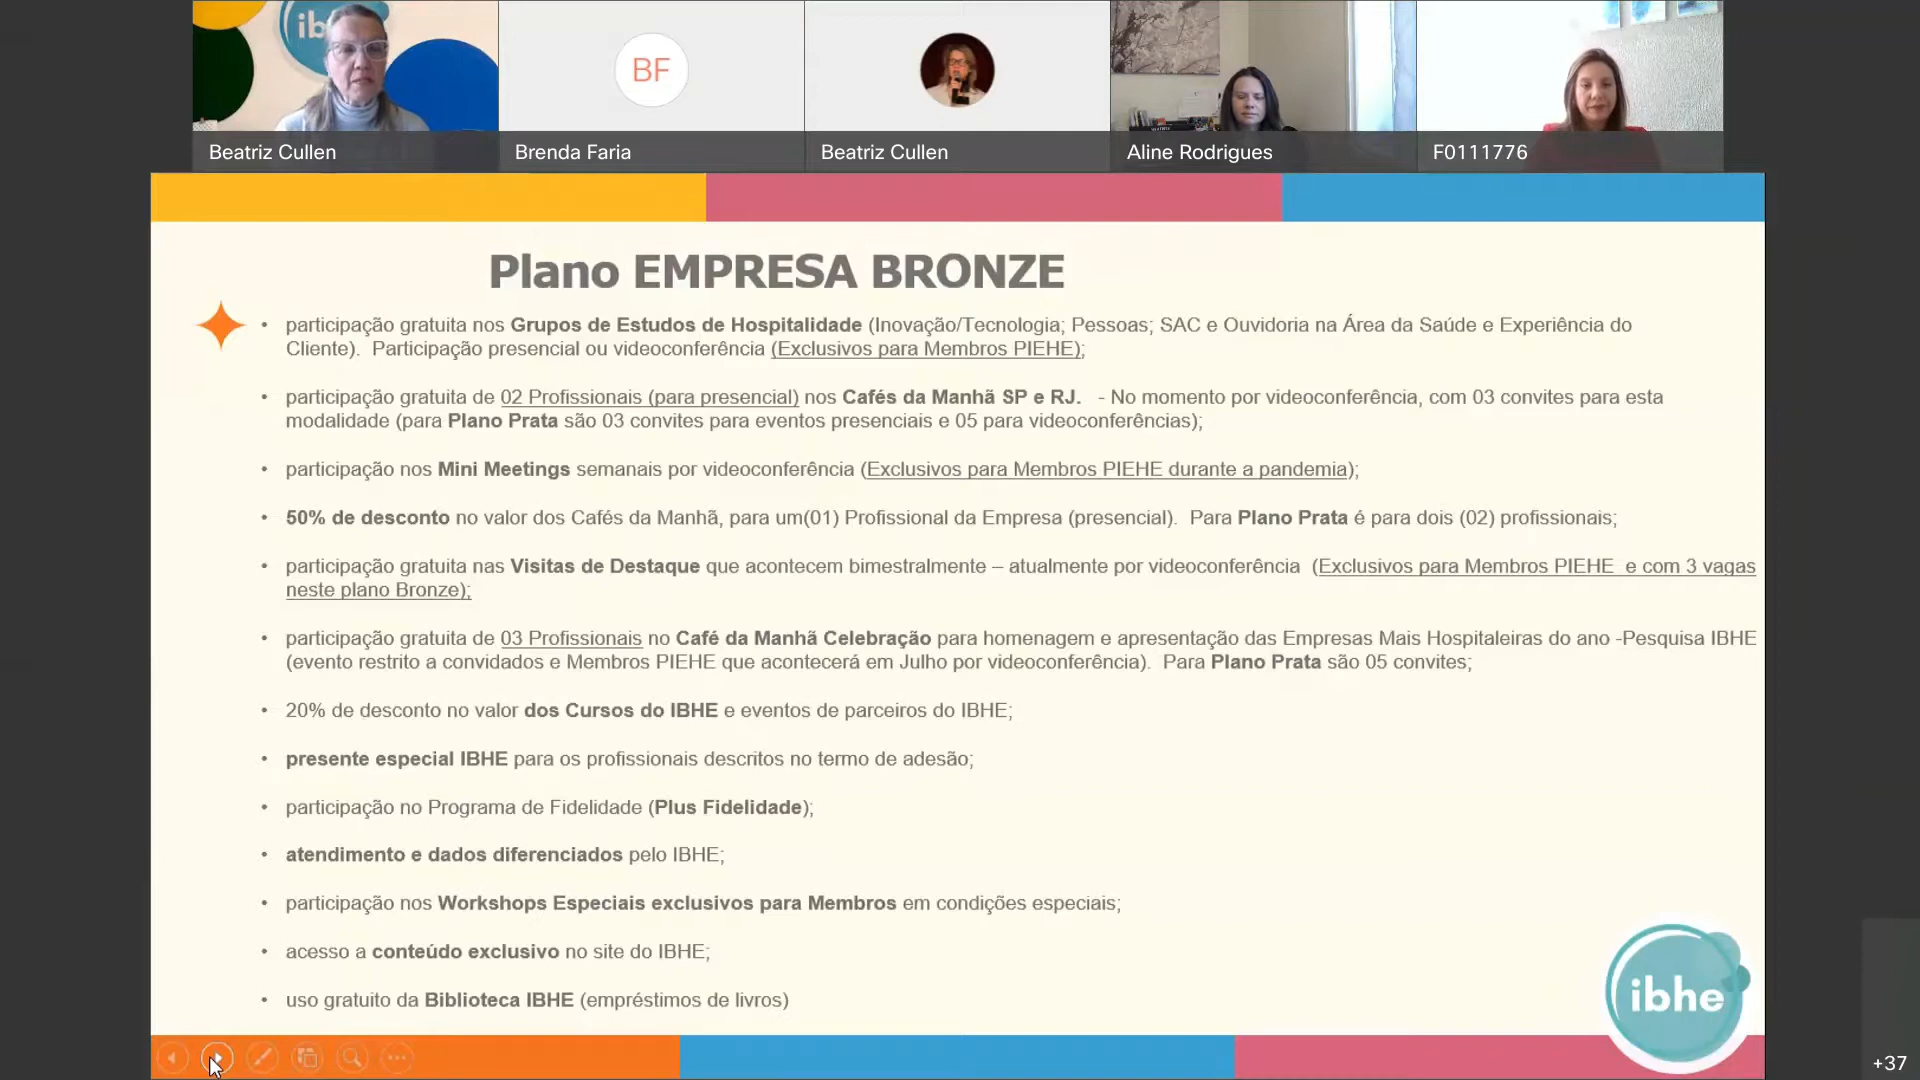 ib
BF
Beatriz Cullen
Brenda Faria
Beatriz Cullen
Aline Rodrigues
F0111776
Plano EMPRESA BRONZE
• participação gratuita nos Grupos de Estudos de Hospitalidade (Inovação/Tecnologia; Pessoas; SAC e Ouvidoria na Área da Saúde e Experiência do
Cliente). Participação presencial ou videoconferência (Exclusivos para Membros PIEHE);
• participação gratuita de 02 Profissionais (para presencial) nos Cafés da Manhã SP e RJ. - No momento por videoconferência, com 03 convites para esta
modalidade (para Plano Prata são 03 convites para eventos presenciais e 05 para videoconferências);
• participação nos Mini Meetings semanais por videoconferência (Exclusivos para Membros PIEHE durante a pandemia);
• 50% de desconto no valor dos Cafés da Manhã, para um(01) Profissional da Empresa (presencial). Para Plano Prata é para dois (02) profissionais;
• participação gratuita nas Visitas de Destaque que acontecem bimestralmente – atualmente por videoconferência (Exclusivos para Membros PIEHE e com 3 vagas
neste plano Bronze);
• participação gratuita de 03 Profissionais no Café da Manhã Celebração para homenagem e apresentação das Empresas Mais Hospitaleiras do ano -Pesquisa IBHE
(evento restrito a convidados e Membros PIEHE que acontecerá em Julho por videoconferência). Para Plano Prata são 05 convites;
• 20% de desconto no valor dos Cursos do IBHE e eventos de parceiros do IBHE;
• presente especial IBHE para os profissionais descritos no termo de adesão;
• participação no Programa de Fidelidade (Plus Fidelidade);
• atendimento e dados diferenciados pelo IBHE;
• participação nos Workshops Especiais exclusivos para Membros em condições especiais;
• acesso a conteúdo exclusivo no site do IBHE;
• uso gratuito da Biblioteca IBHE (empréstimos de livros)
ibhe
+37